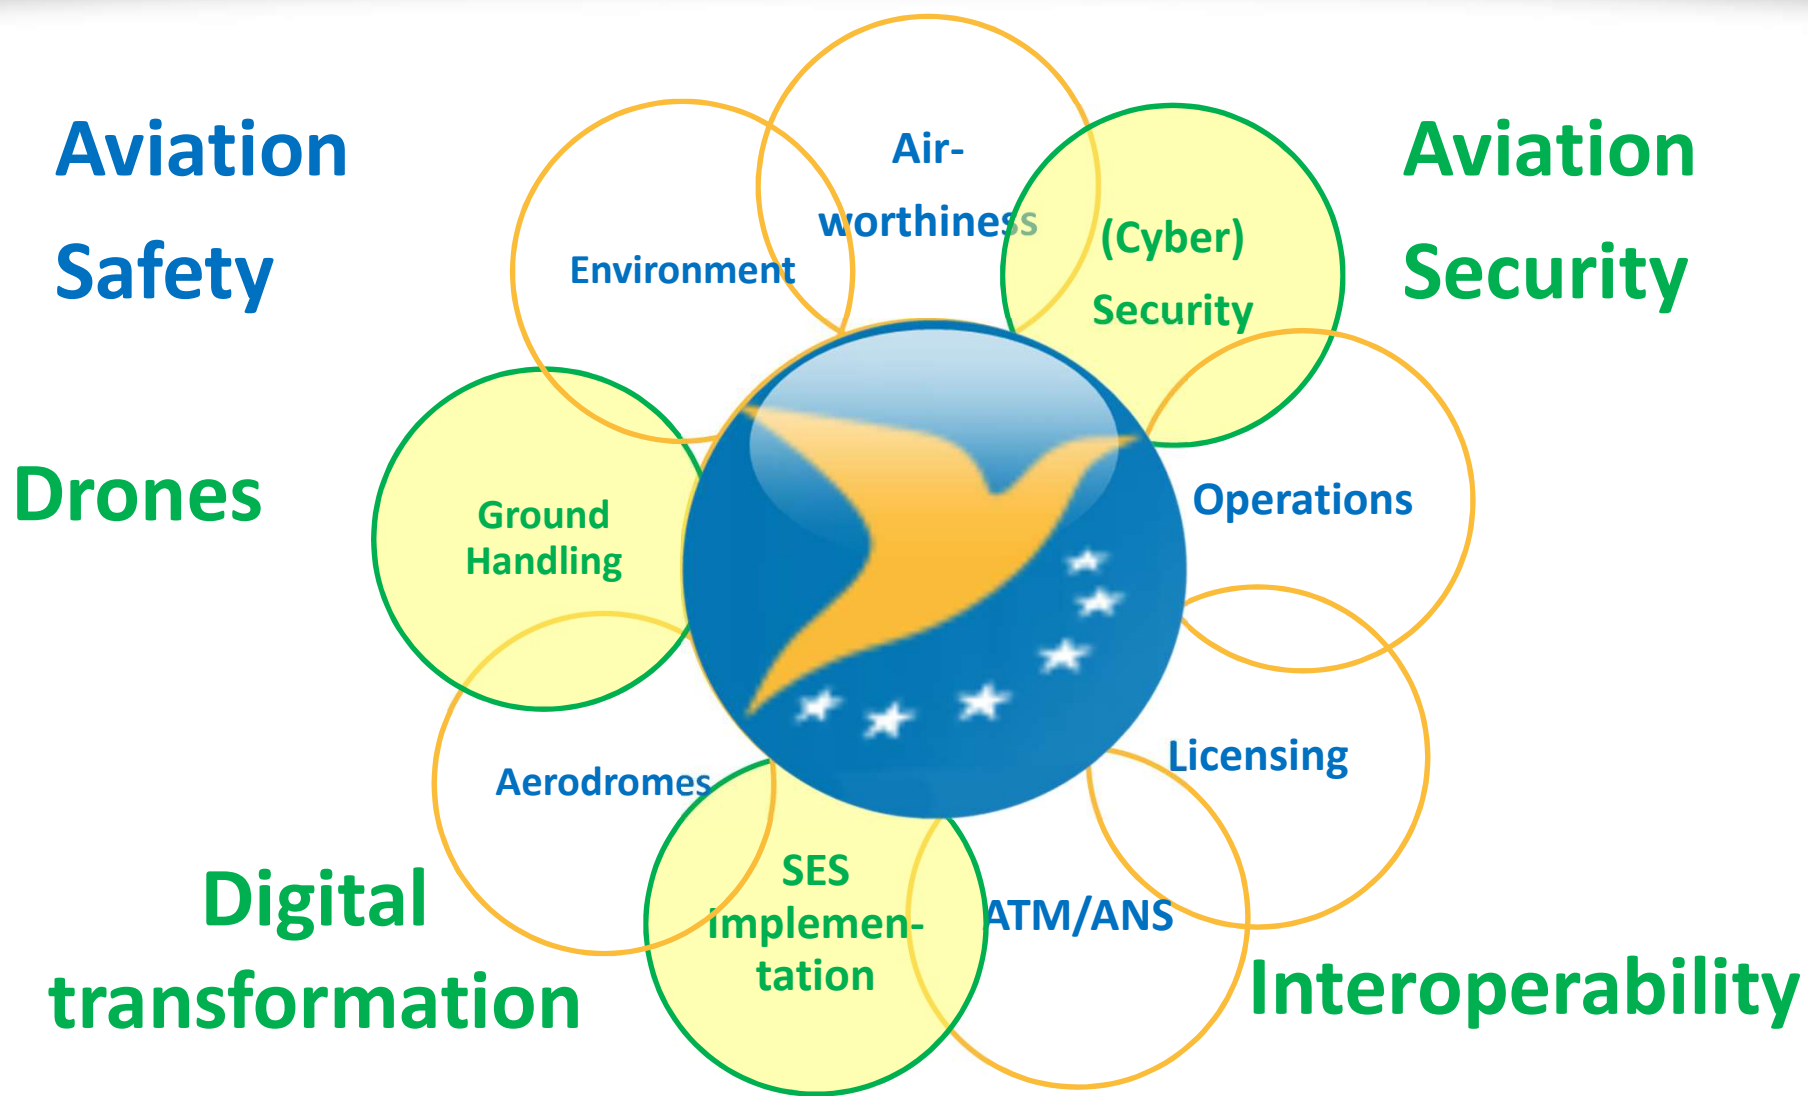 Aviation
Safety
Air-
worthiness
Environment
(Cyber)
Security
Aviation
Security
Drones
Ground
Handling
Operations
Aerodromes
Licensing
SES
implemen-
tation
ATM/ANS
Digital
transformation
Interoperability